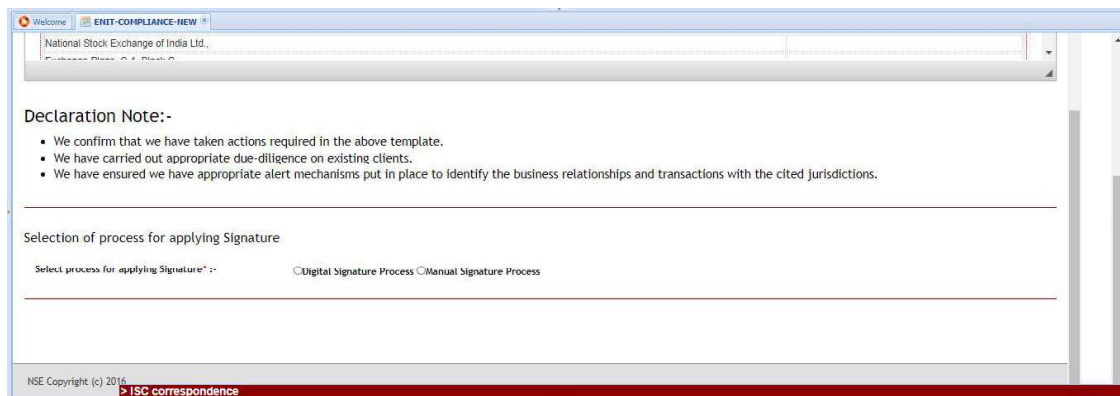 Welcome ENIT-COMPLIANCE-NEW
National Stock Exchange of India Ltd.,
Exchange Plaza, C-1, Block G
Declaration Note:-
• We confirm that we have taken actions required in the above template.
• We have carried out appropriate due-diligence on existing clients.
• We have ensured we have appropriate alert mechanisms put in place to identify the business relationships and transactions with the cited jurisdictions.
Selection of process for applying Signature
Select process for applying Signature* :- Digital Signature Process Manual Signature Process
NSE Copyright (c) 2016
> ISC correspondence